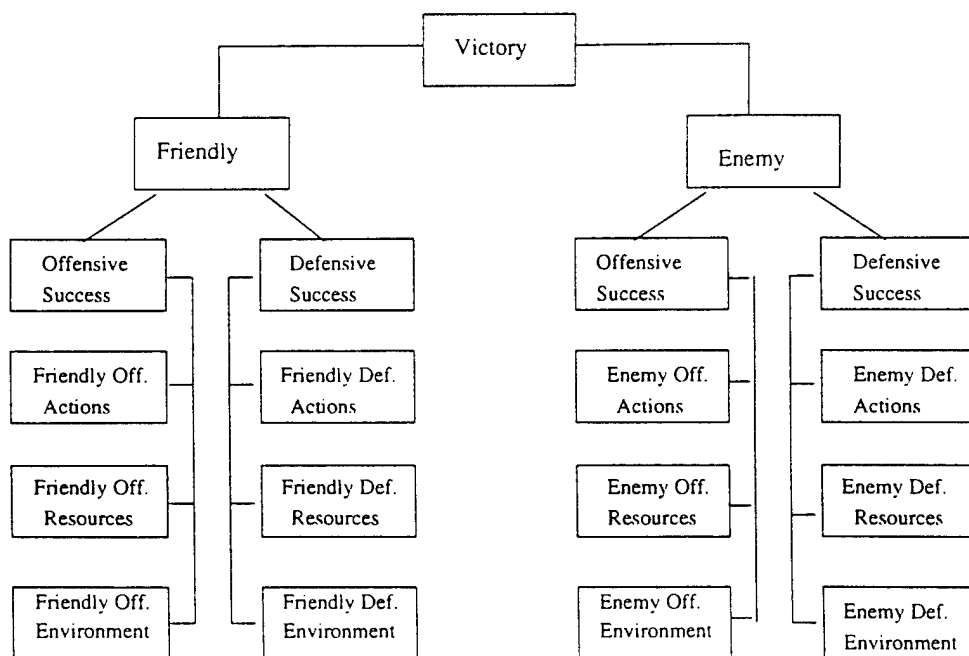 Victory
Friendly
Enemy
Offensive
Success
Defensive
Success
Offensive
Success
Defensive
Success
Friendly Off.
Actions
Friendly Def.
Actions
Enemy Off.
Actions
Enemy Def.
Actions
Friendly Off.
Resources
Friendly Def.
Resources
Enemy Off.
Resources
Enemy Def.
Resources
Friendly Off.
Environment
Friendly Def.
Environment
Enemy Off.
Environment
Enemy Def.
Environment